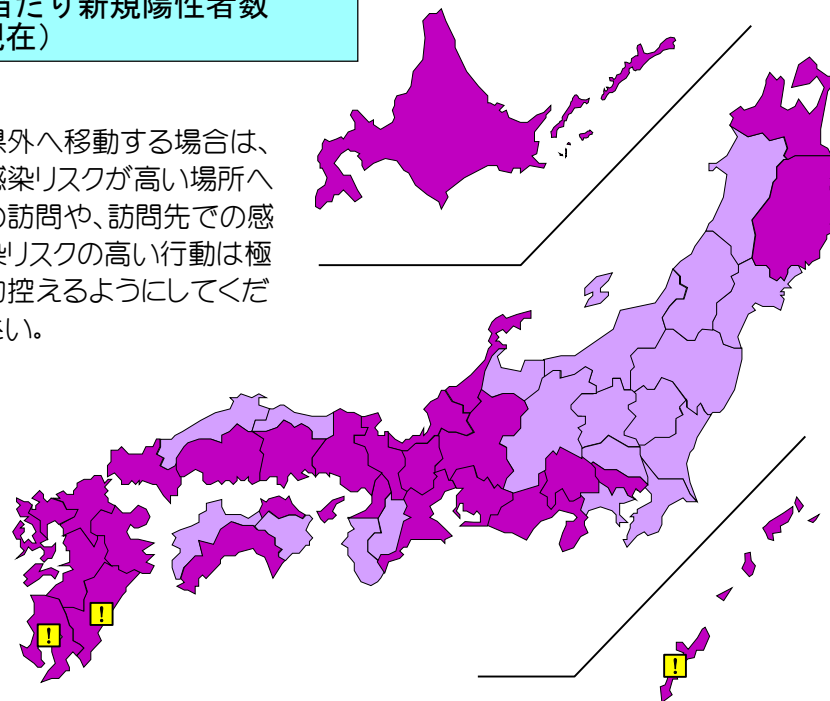 当たり新規陽性者数
現在）
県外へ移動する場合は、
感染リスクが高い場所へ
の訪問や、訪問先での感
染リスクの高い行動は極
力控えるようにしてくだ
さい。
!
!
!